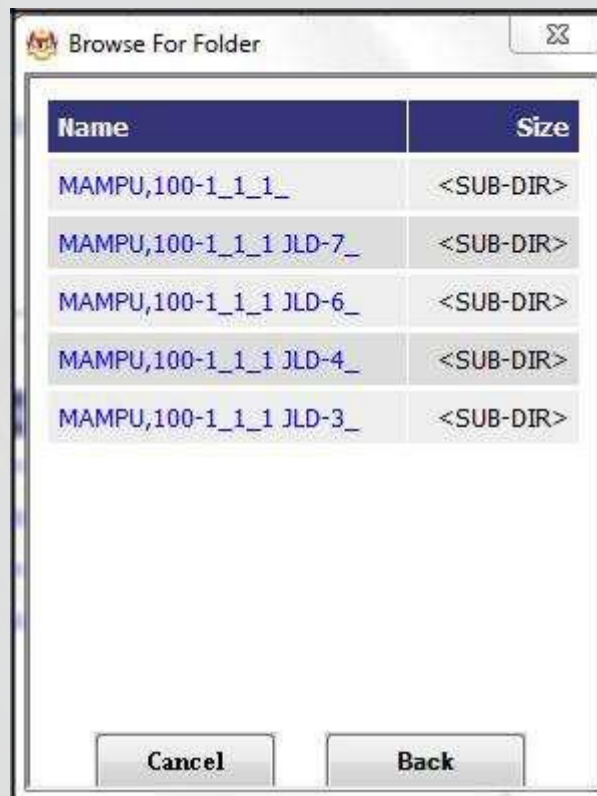 Browse For Folder
Name Size
MAMPU,100-1_1_1_ <SUB-DIR>
MAMPU,100-1_1_1 JLD-7_ <SUB-DIR>
MAMPU,100-1_1_1 JLD-6_ <SUB-DIR>
MAMPU,100-1_1_1 JLD-4_ <SUB-DIR>
MAMPU,100-1_1_1 JLD-3_ <SUB-DIR>
Cancel Back